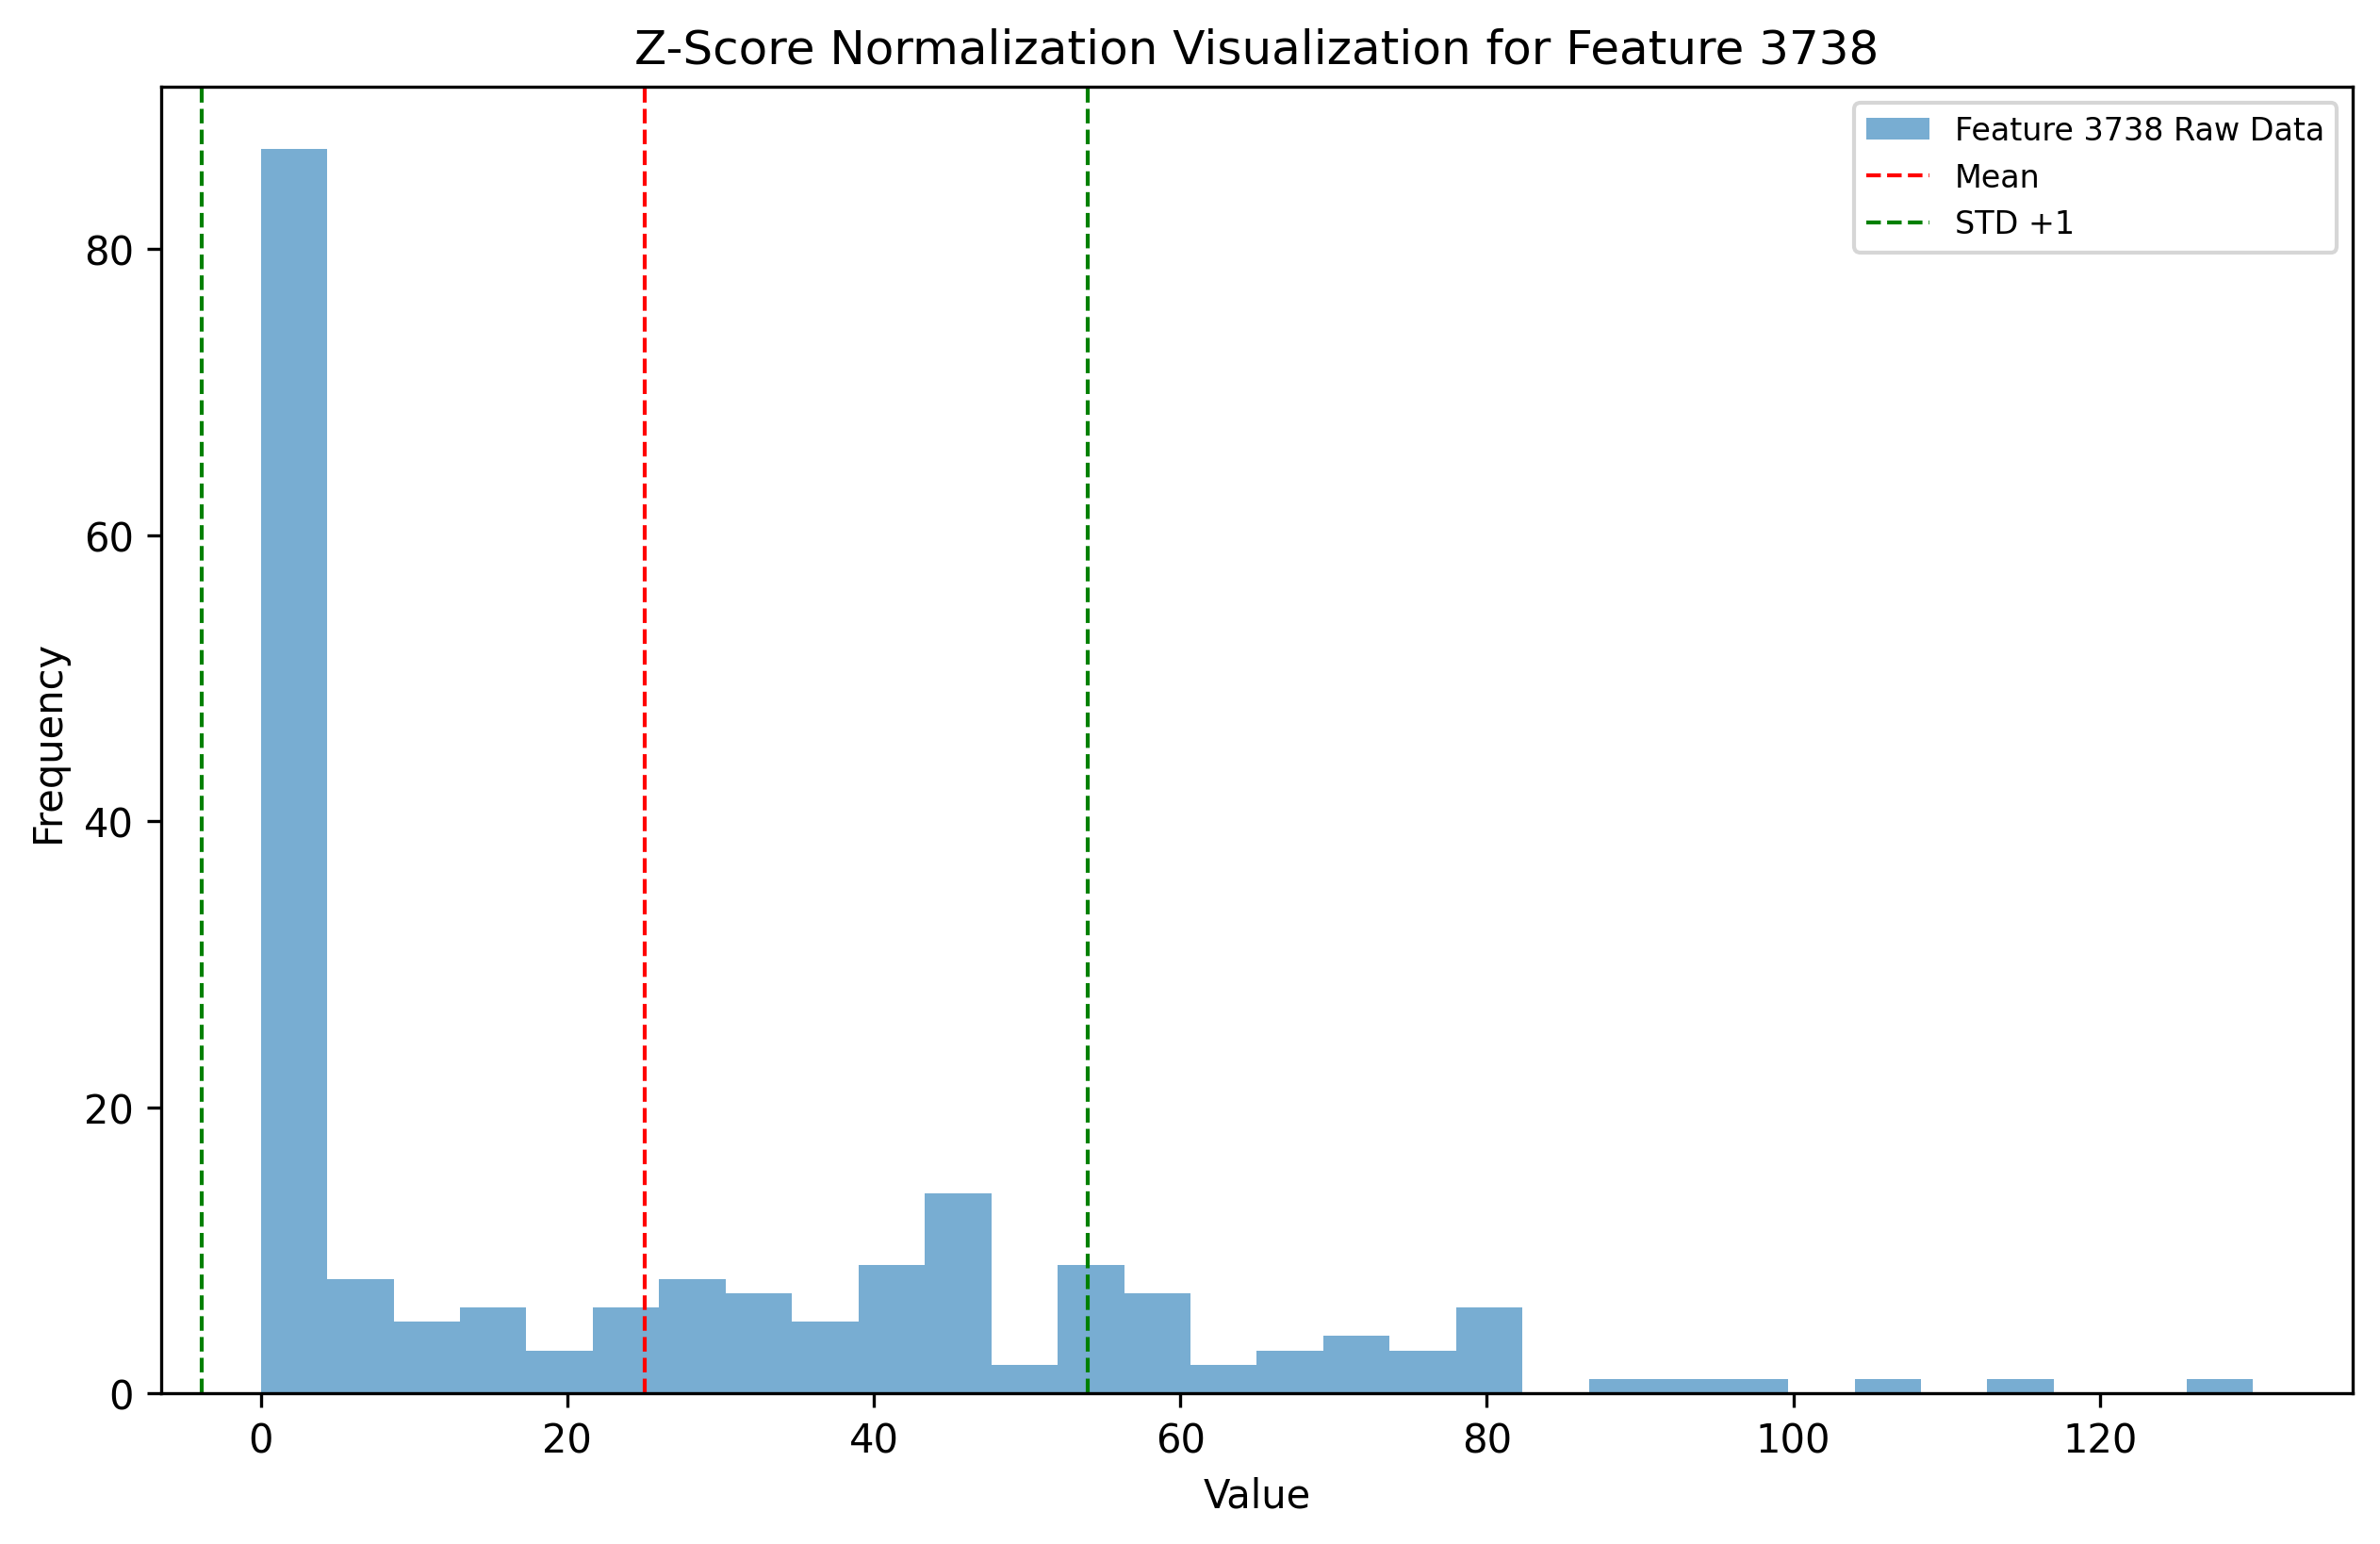 Z-Score Normalization Visualization for Feature 3738
Feature 3738 Raw Data
Mean
STD +1
80
60
40
20
0
Frequency
0 20 40 60 80 100 120
Value